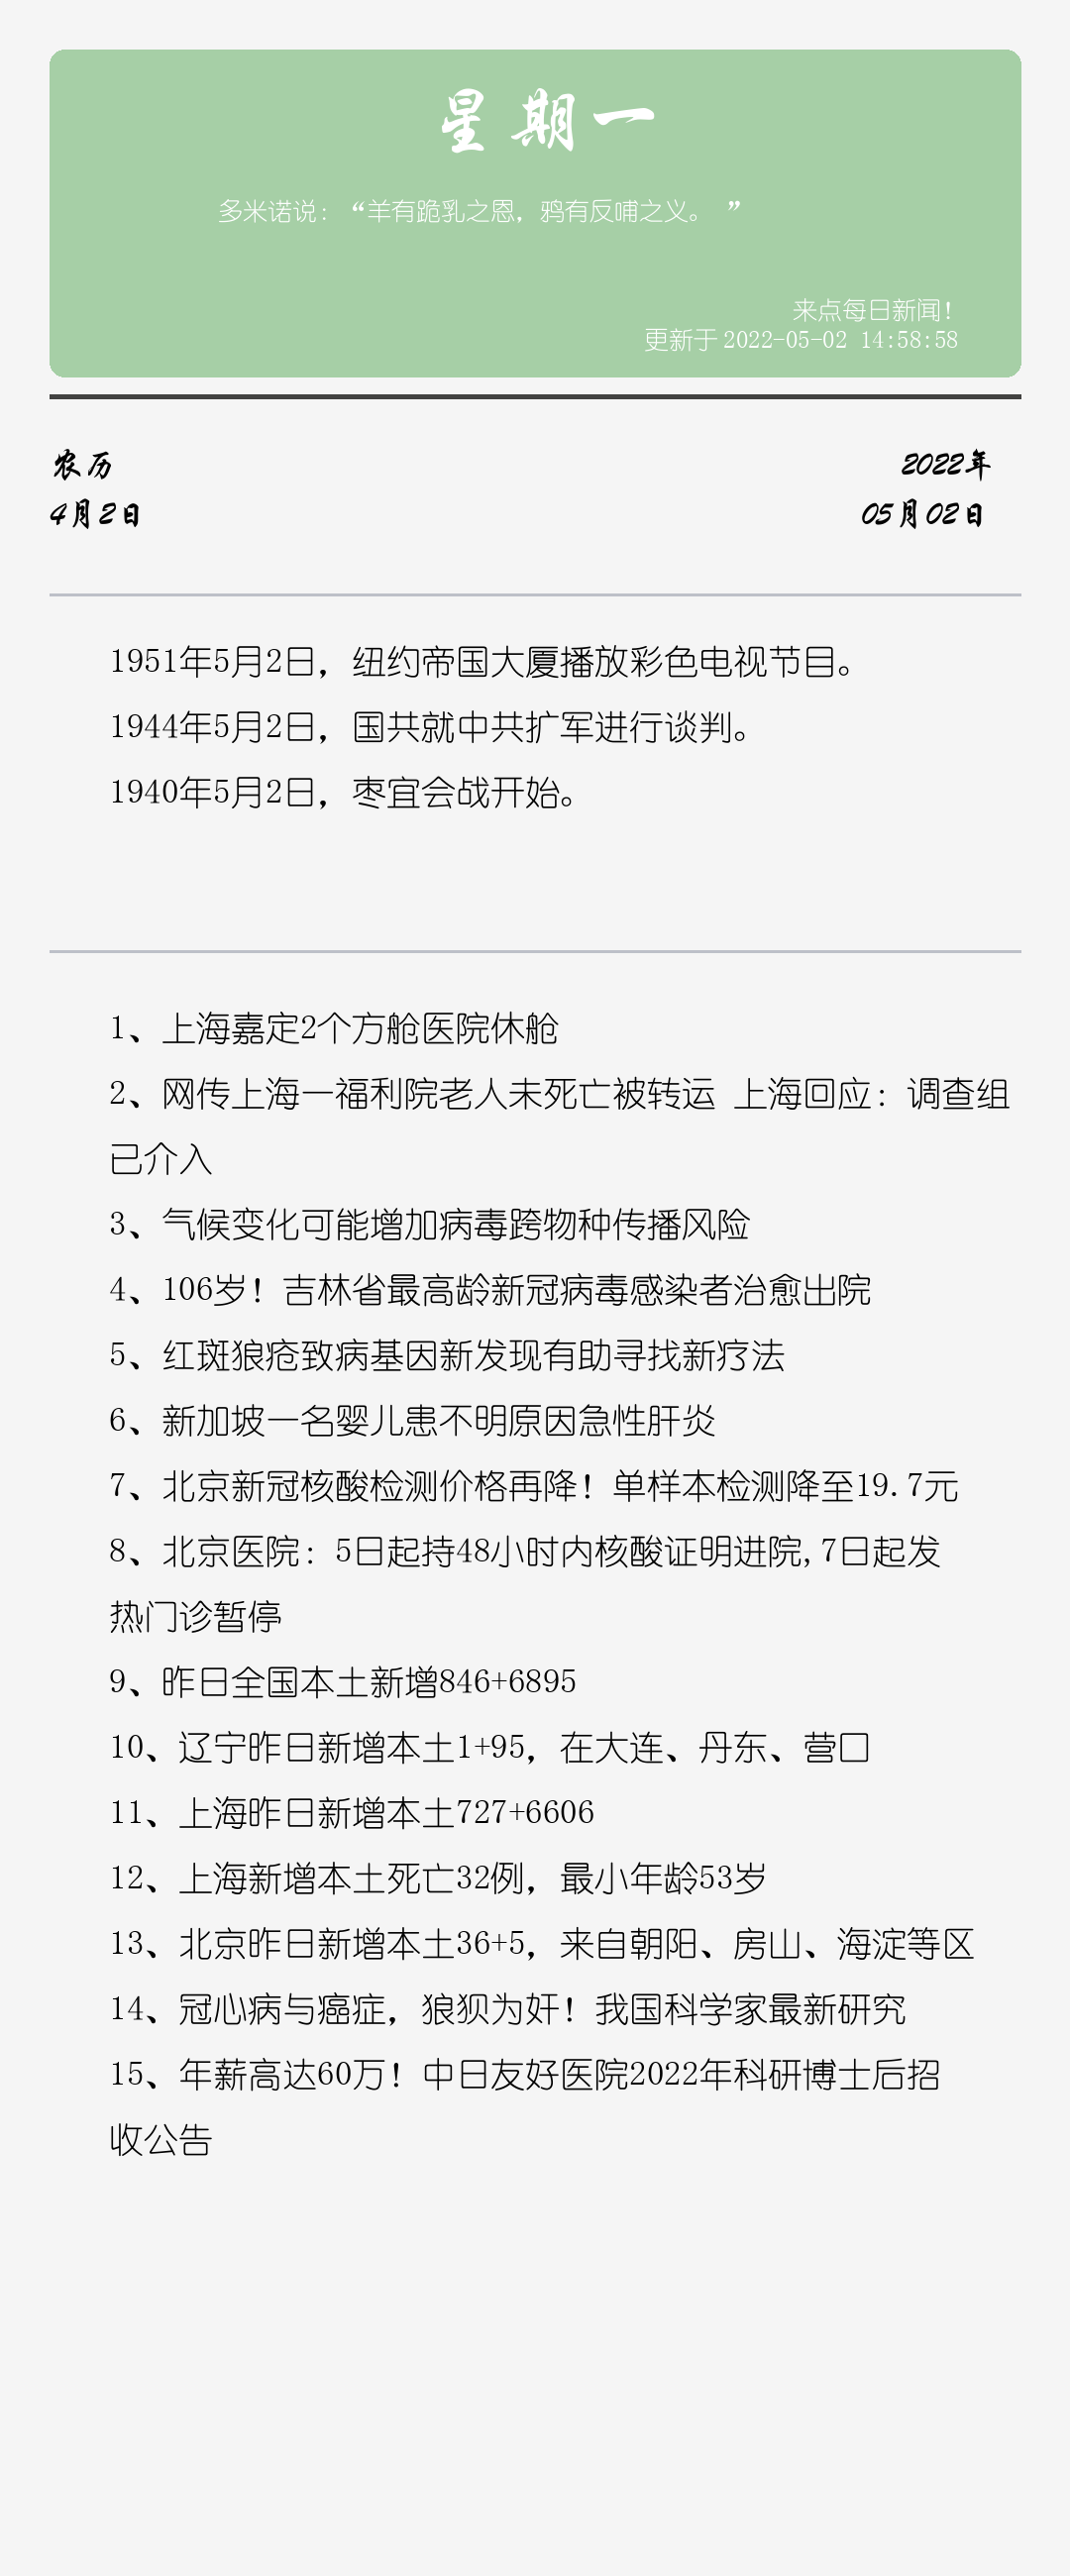 星期一
多米诺说：“羊有跪乳之恩，鸦有反哺之义。 ”
来点每日新闻！
更新于2022-05-02 14:58:58
农历
2022年
4月2日
05月02日
1951年5月2日，纽约帝国大厦播放彩色电视节目。
1944年5月2日，国共就中共扩军进行谈判。
1940年5月2日，枣宜会战开始。
1、上海嘉定2个方舱医院休舱
2、网传上海一福利院老人未死亡被转运 上海回应：调查组
已介入
3、气候变化可能增加病毒跨物种传播风险
4、106岁！吉林省最高龄新冠病毒感染者治愈出院
5、红斑狼疮致病基因新发现有助寻找新疗法
6、新加坡一名婴儿患不明原因急性肝炎
7、北京新冠核酸检测价格再降！单样本检测降至19.7元
8、北京医院：5日起持48小时内核酸证明进院,7日起发
热门诊暂停
9、昨日全国本土新增846+6895
10、辽宁昨日新增本土1+95，在大连、丹东、营口
11、上海昨日新增本土727+6606
12、上海新增本土死亡32例，最小年龄53岁
13、北京昨日新增本土36+5，来自朝阳、房山、海淀等区
14、冠心病与癌症，狼狈为奸！我国科学家最新研究
15、年薪高达60万！中日友好医院2022年科研博士后招
收公告